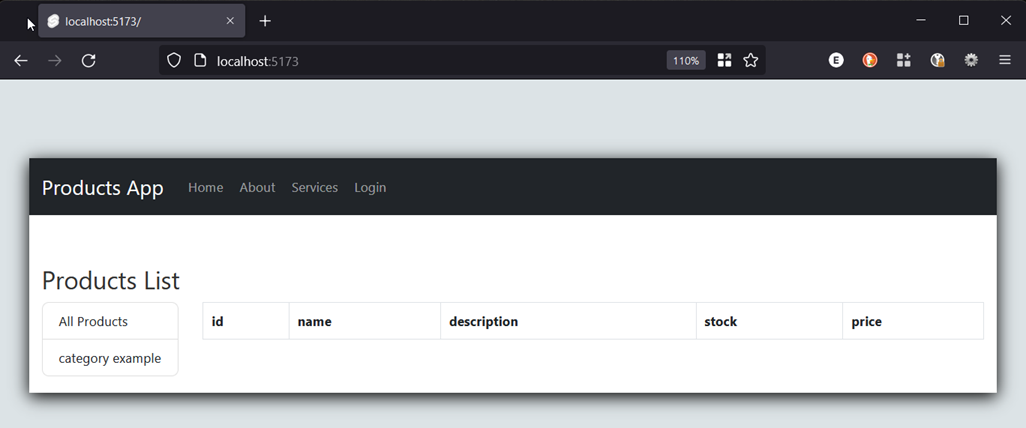 localhost:5173/
localhost:5173
110%
E
Products App Home About Services Login
Products List
All Products
category example
id name description stock price